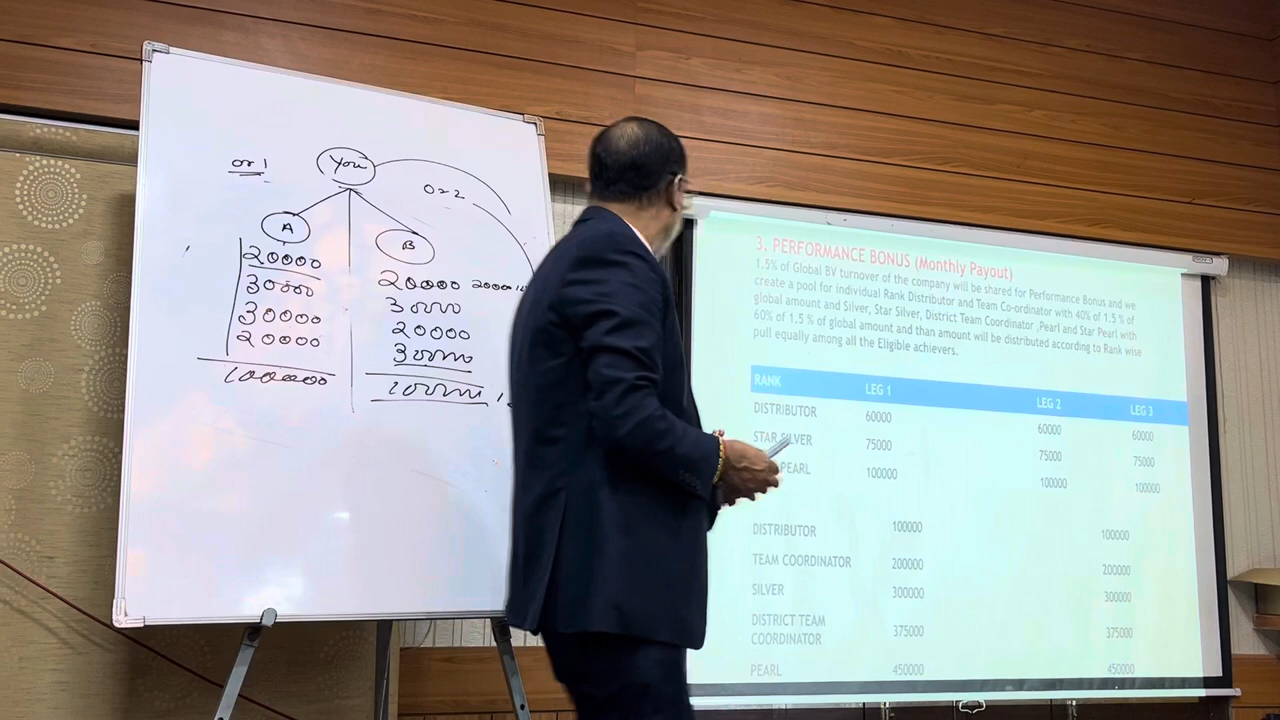 or 1
You
or 2
A
B
20000
30000
30000
20000
100000
20000 20000
30000
20000
30000
100000
3. PERFORMANCE BONUS (Monthly Payout)
1.5% of Global BV turnover of the company will be shared for Performance Bonus and we
create a pool for individual Rank Distributor and Team Co-ordinator with 40% of 1.5 % of
global amount and Silver, Star Silver, District Team Coordinator ,Pearl and Star Pearl with
60% of 1.5 % of global amount and than amount will be distributed according to Rank wise
pull equally among all the Eligible achievers.
RANK LEG 1 LEG 2 LEG 3
DISTRIBUTOR 60000 60000 60000
STAR SILVER 75000 75000 75000
PEARL 100000 100000 100000
DISTRIBUTOR 100000 100000
TEAM COORDINATOR 200000 200000
SILVER 300000 300000
DISTRICT TEAM
COORDINATOR 375000 375000
PEARL 450000 450000